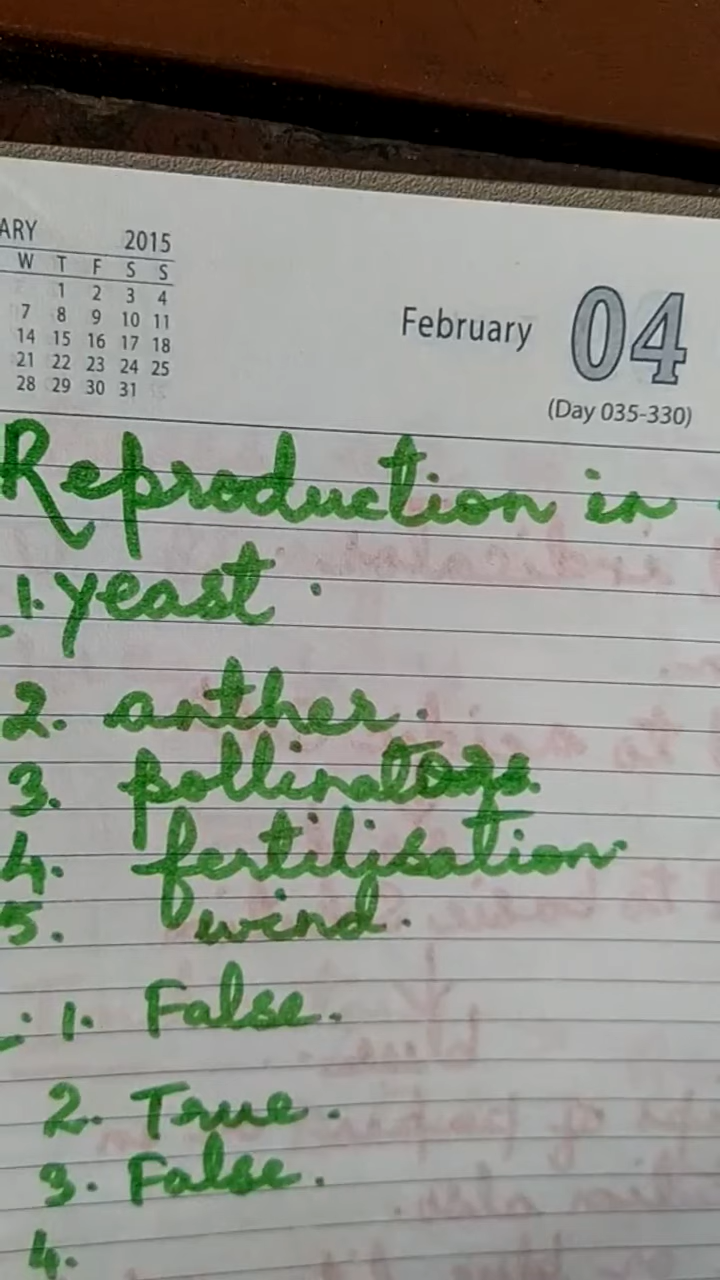 ARY 2015
W T F S S
1 2 3 4
7 8 9 10 11
14 15 16 17 18
21 22 23 24 25
28 29 30 31
February 04
(Day 035-330)
Reproduction in
1. yeast.
2. anther.
3. pollinators.
4. fertilisation.
5. wind.
1. False.
2. True.
3. False.
4.